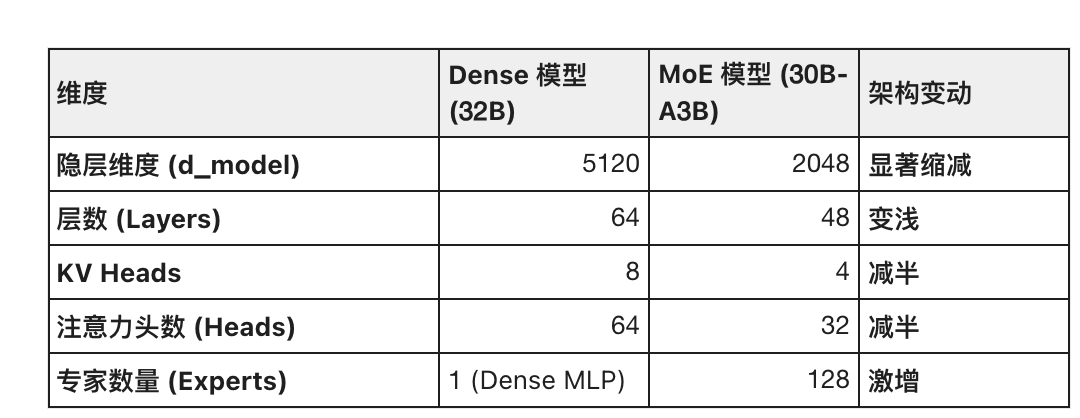 维度 Dense 模型 (32B) MoE 模型 (30B-A3B) 架构变动
隐层维度 (d_model) 5120 2048 显著缩减
层数 (Layers) 64 48 变浅
KV Heads 8 4 减半
注意力头数 (Heads) 64 32 减半
专家数量 (Experts) 1 (Dense MLP) 128 激增